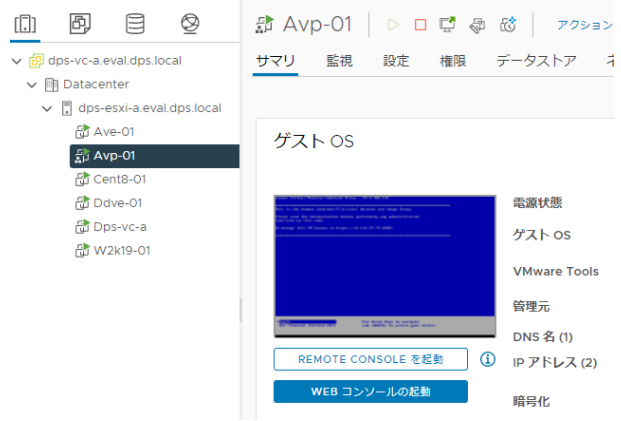 Avp-01
アクション
dps-vc-a.eval.dps.local
Datacenter
dps-esxi-a.eval.dps.local
Ave-01
Avp-01
Cent8-01
Ddve-01
Dps-vc-a
W2k19-01
サマリ 監視 設定 権限 データストア
ゲスト OS
REMOTE CONSOLE を起動
WEB コンソールの起動
電源状態
ゲスト OS
VMware Tools
管理元
DNS 名 (1)
IP アドレス (2)
暗号化